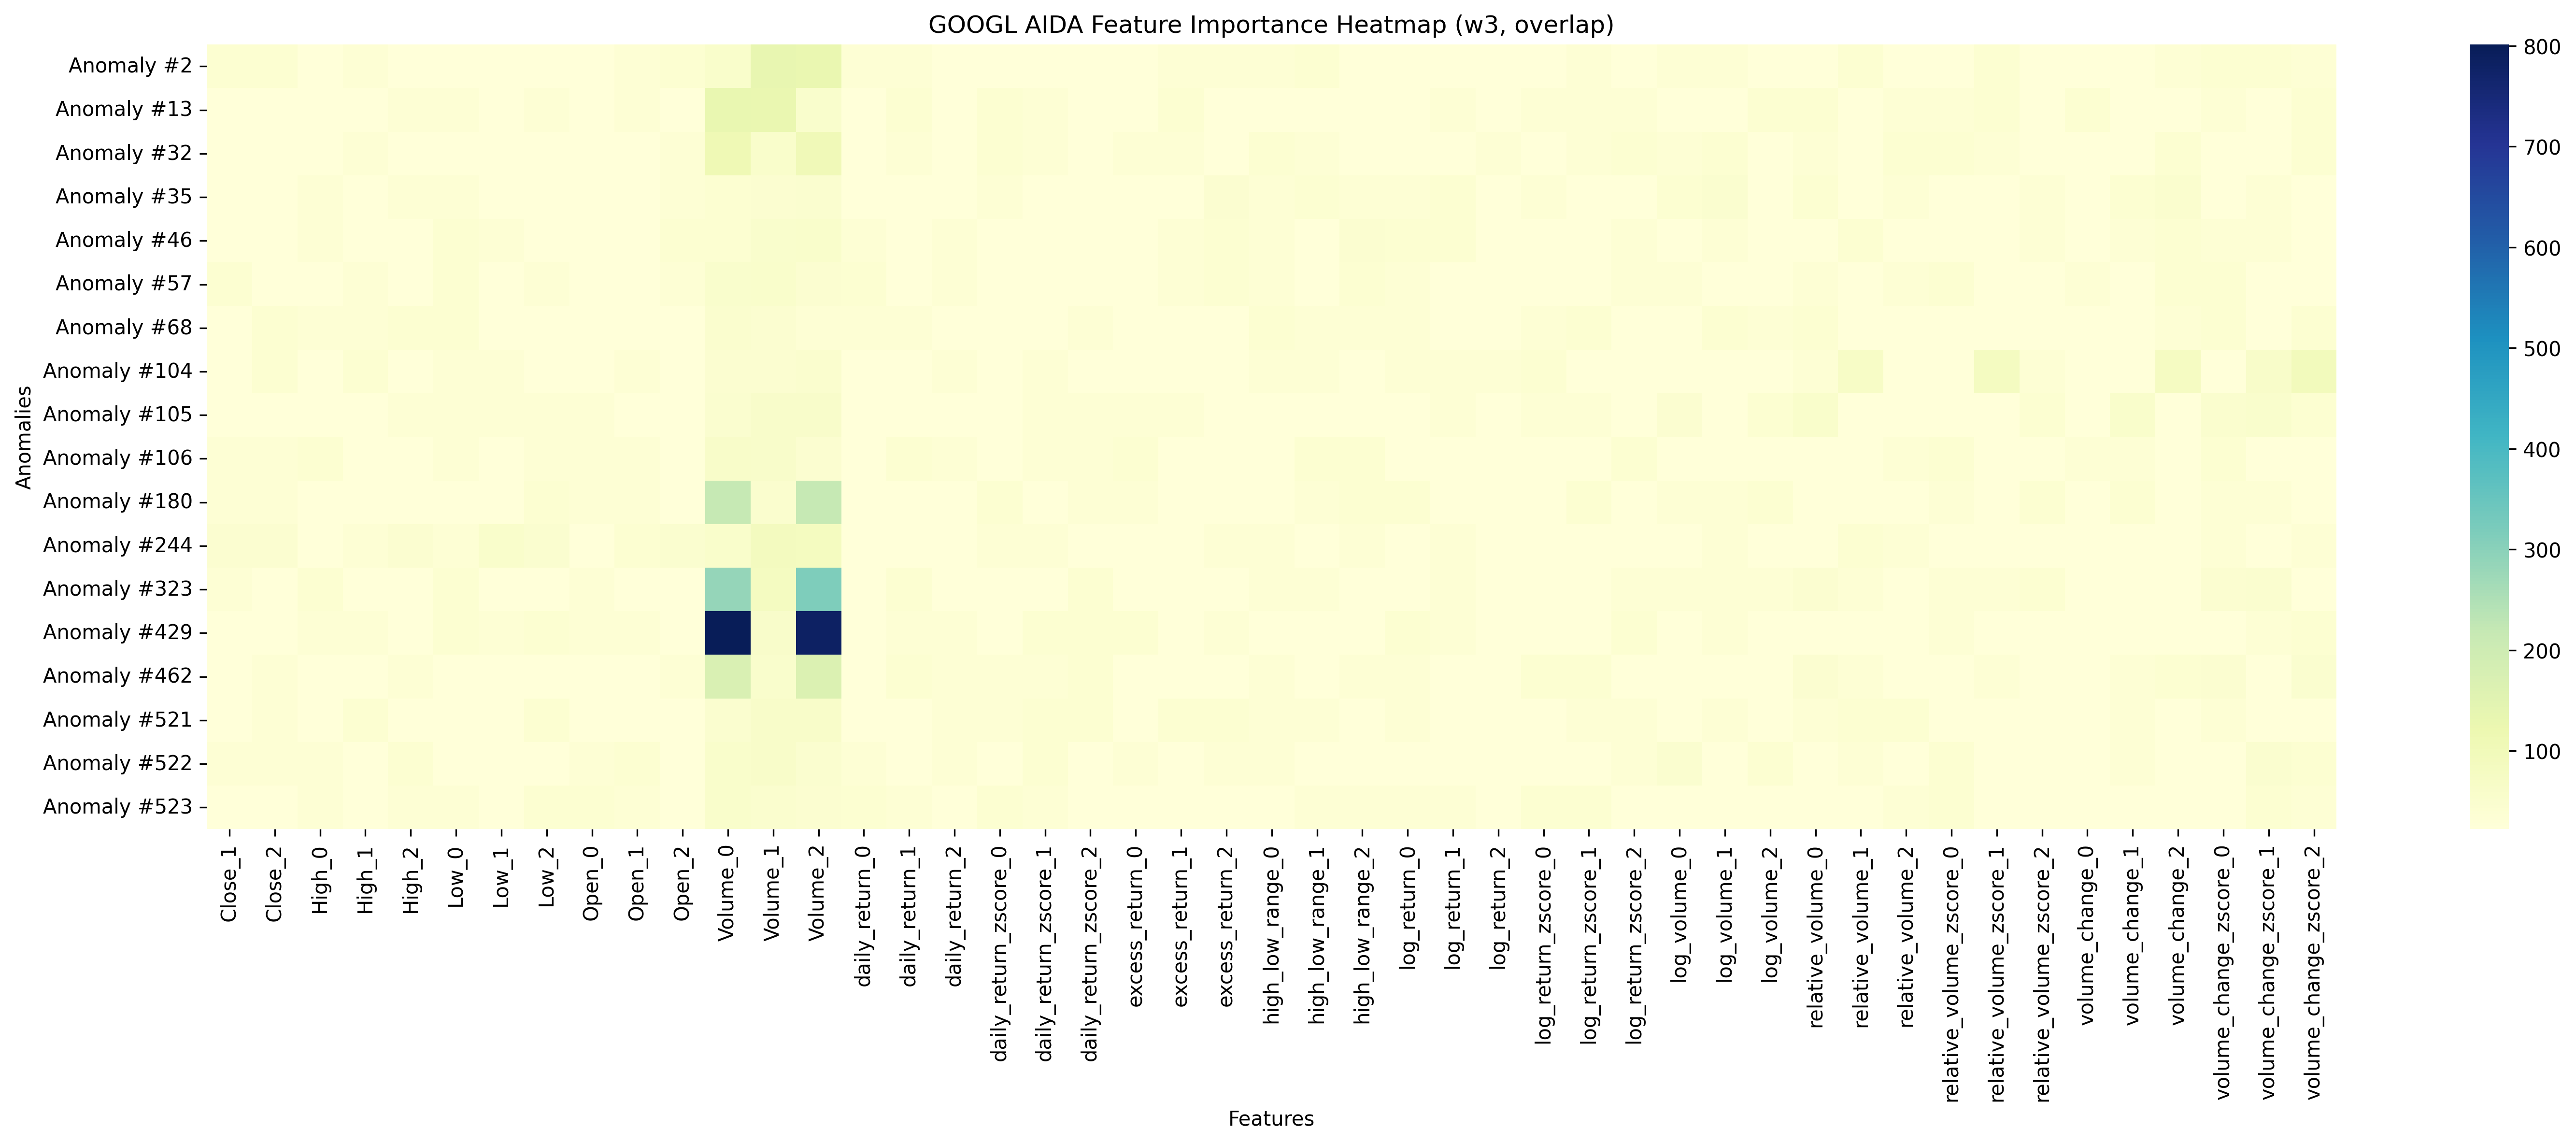 GOOGL AIDA Feature Importance Heatmap (w3, overlap)
Anomalies
Anomaly #2
Anomaly #13
Anomaly #32
Anomaly #35
Anomaly #46
Anomaly #57
Anomaly #68
Anomaly #104
Anomaly #105
Anomaly #106
Anomaly #180
Anomaly #244
Anomaly #323
Anomaly #429
Anomaly #462
Anomaly #521
Anomaly #522
Anomaly #523
Close_1
Close_2
High_0
High_1
High_2
Low_0
Low_1
Low_2
Open_0
Open_1
Open_2
Volume_0
Volume_1
Volume_2
daily_return_0
daily_return_1
daily_return_2
daily_return_zscore_0
daily_return_zscore_1
daily_return_zscore_2
excess_return_0
excess_return_1
excess_return_2
high_low_range_0
high_low_range_1
high_low_range_2
log_return_0
log_return_1
log_return_2
log_return_zscore_0
log_return_zscore_1
log_return_zscore_2
log_volume_0
log_volume_1
log_volume_2
relative_volume_0
relative_volume_1
relative_volume_2
relative_volume_zscore_0
relative_volume_zscore_1
relative_volume_zscore_2
volume_change_0
volume_change_1
volume_change_2
volume_change_zscore_0
volume_change_zscore_1
volume_change_zscore_2
Features
800
700
600
500
400
300
200
100